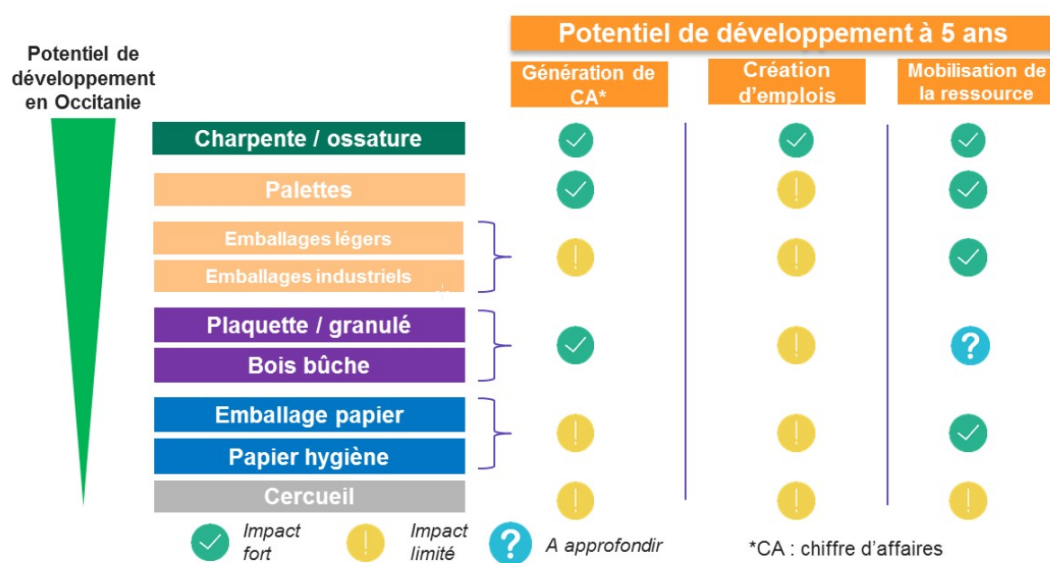 Potentiel de développement à 5 ans
Potentiel de
développement
en Occitanie
Génération de
CA*
Création
d'emplois
Mobilisation de
la ressource
Charpente / ossature
Palettes
Emballages légers
Emballages industriels
Plaquette / granulé
Bois bûche
Emballage papier
Papier hygiène
Cercueil
Impact
fort
Impact
limité
A approfondir
*CA : chiffre d'affaires